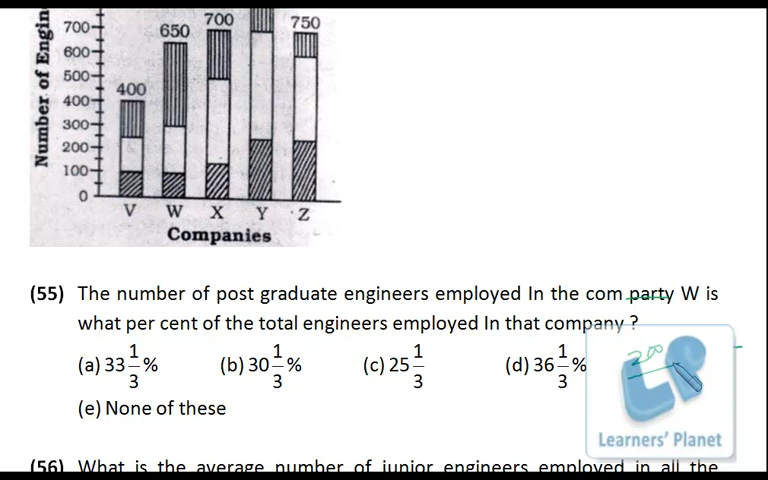 Number of Engin
700
600
500
400
300
200
100
0
400
650
700
750
V W X Y Z
Companies
(55) The number of post graduate engineers employed In the com party W is
what per cent of the total engineers employed In that company ?
(a) 33 1/3 % (b) 30 1/3 % (c) 25 1/3 (d) 36 1/3 %
(e) None of these
200
LP
Learners' Planet
(56) What is the average number of junior engineers employed in all the